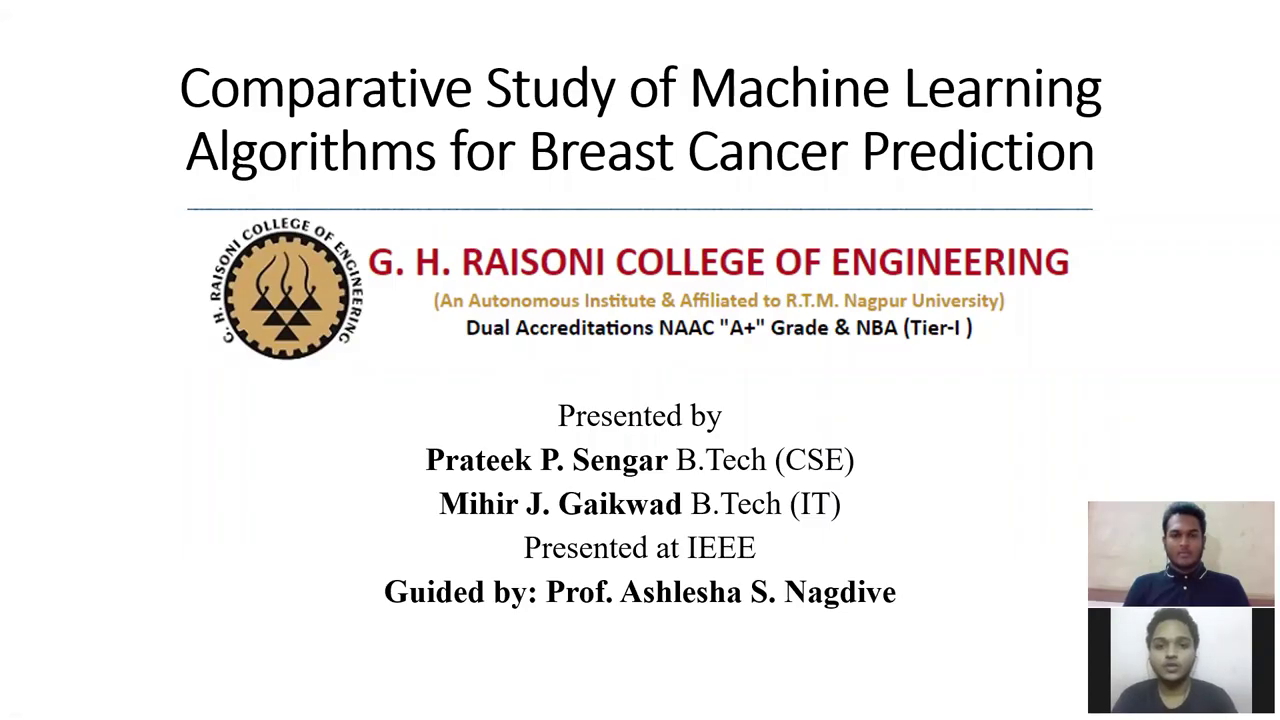 Comparative Study of Machine Learning
Algorithms for Breast Cancer Prediction
G. H. RAISONI COLLEGE OF ENGINEERING
G. H. RAISONI COLLEGE OF ENGINEERING
(An Autonomous Institute & Affiliated to R.T.M. Nagpur University)
Dual Accreditations NAAC "A+" Grade & NBA (Tier-I )
Presented by
Prateek P. Sengar B.Tech (CSE)
Mihir J. Gaikwad B.Tech (IT)
Presented at IEEE
Guided by: Prof. Ashlesha S. Nagdive